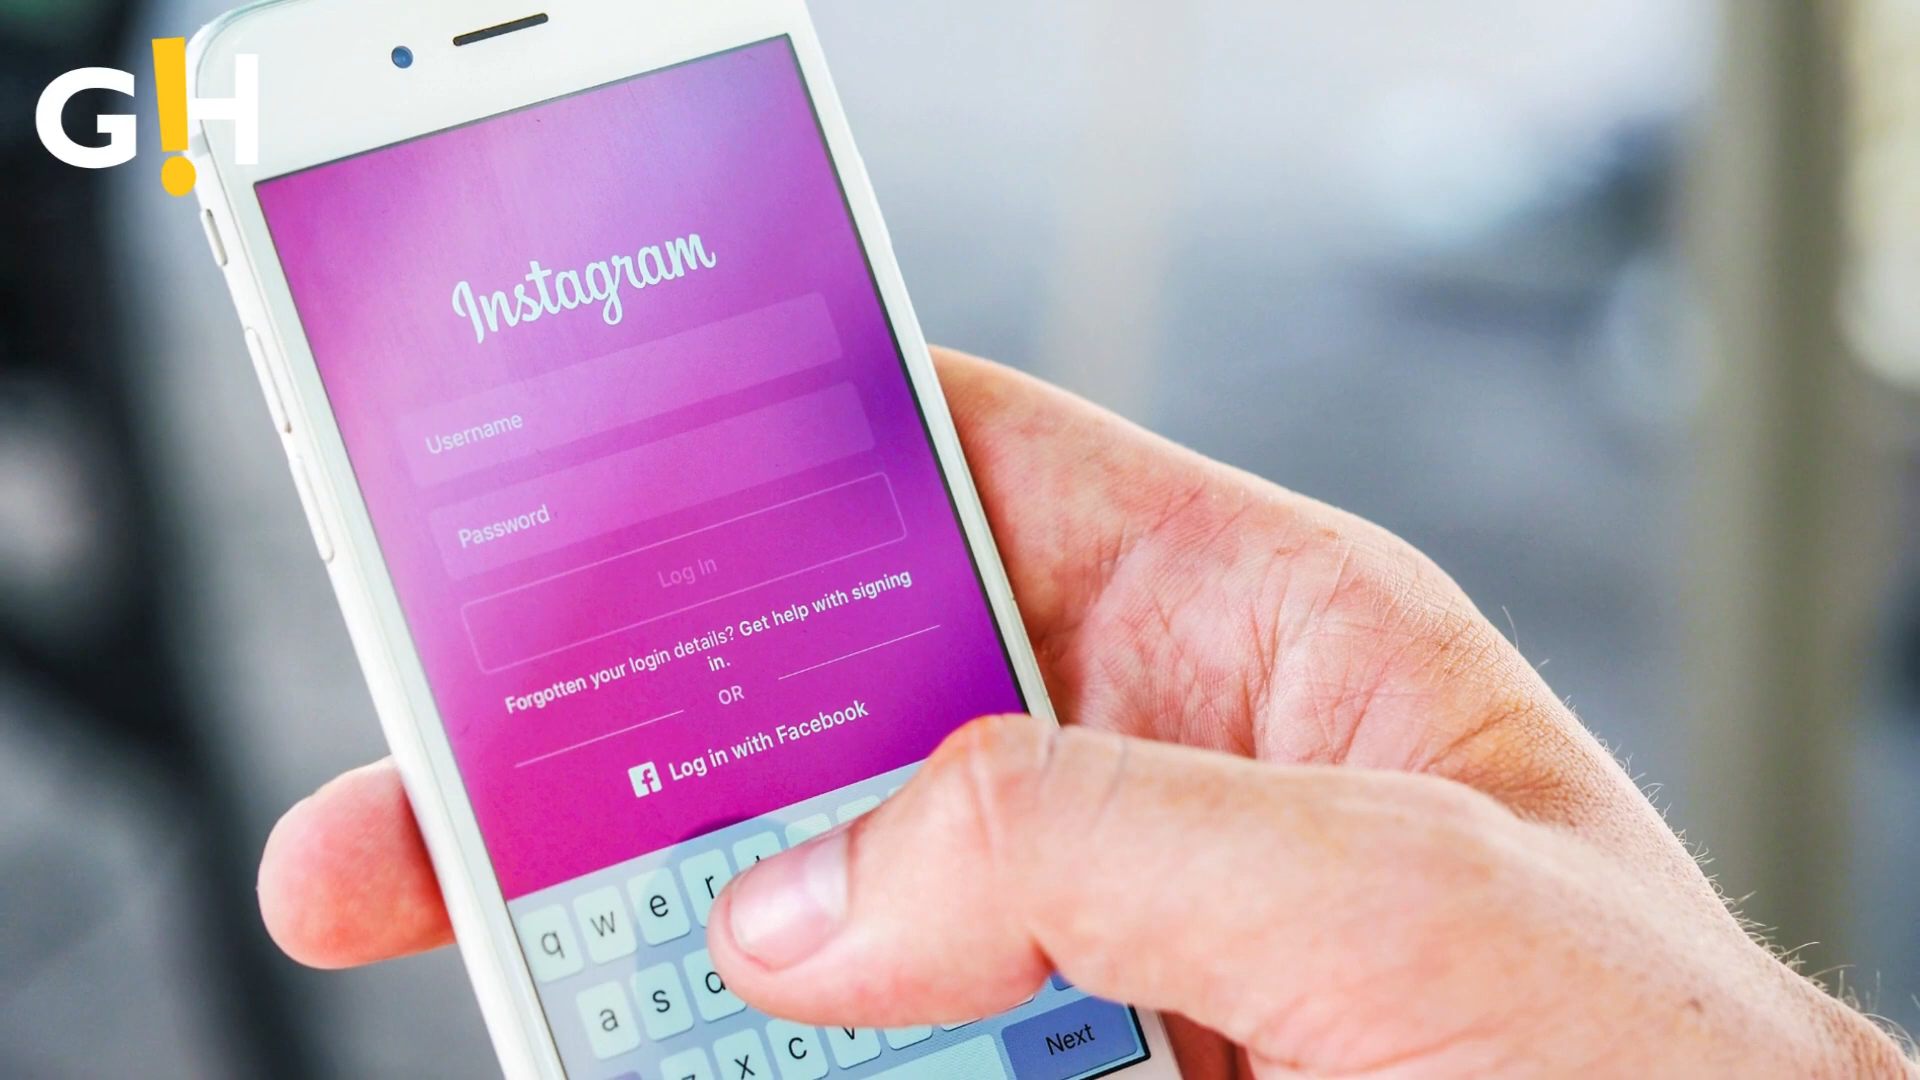 G!H
Instagram
Username
Password
Log In
Forgotten your login details? Get help with signing
in.
OR
f Log in with Facebook
q w e r
a s d
x c v
Next